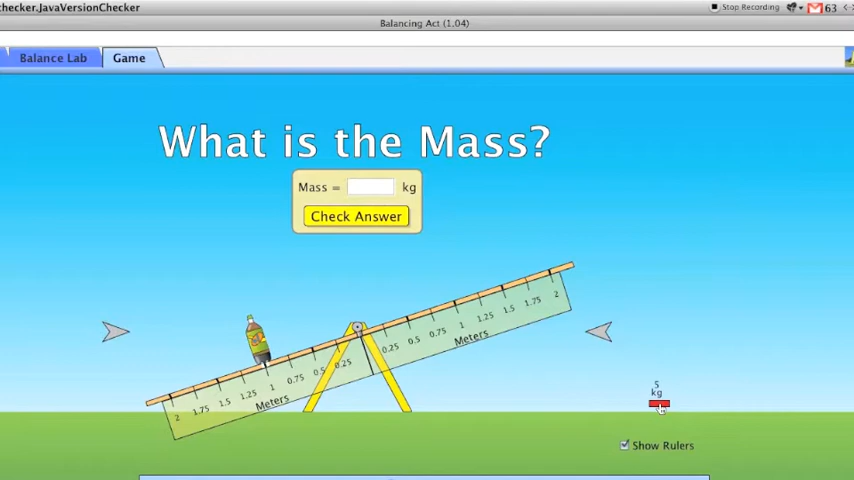 checker.JavaVersionChecker
Stop Recording
63
Balancing Act (1.04)
Balance Lab
Game
What is the Mass?
Mass =
kg
Check Answer
2
1.75
1.5
1.25
1
0.75
0.5
0.25
Meters
0.25
0.5
0.75
1
1.25
1.5
1.75
2
Meters
5
kg
Show Rulers